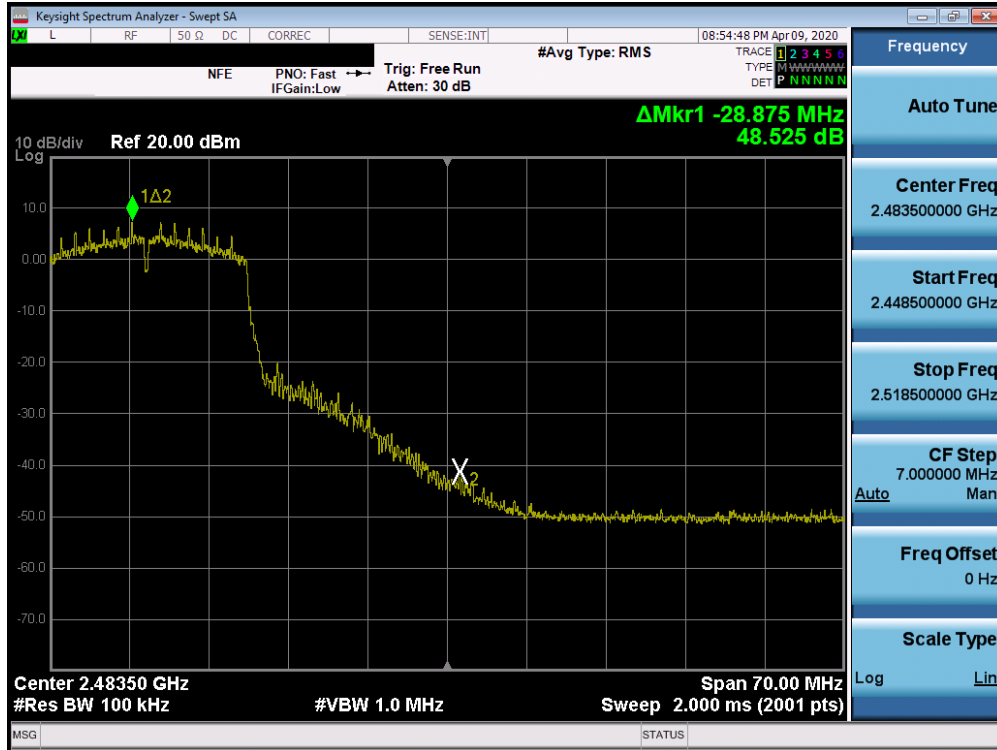 Keysight Spectrum Analyzer - Swept SA
LXI L RF 50 Ω DC CORREC SENSE:INT 08:54:48 PM Apr 09, 2020
Frequency
#Avg Type: RMS
TRACE 1 2 3 4 5 6
NFE PNO: Fast Trig: Free Run
TYPE M WWWWW
IFGain:Low Atten: 30 dB
DET P N N N N N
Auto Tune
ΔMkr1 -28.875 MHz
48.525 dB
10 dB/div Ref 20.00 dBm
Log
1Δ2
10.0
0.00
-10.0
-20.0
-30.0
-40.0
2
-50.0
-60.0
-70.0
Center Freq
2.483500000 GHz
Start Freq
2.448500000 GHz
Stop Freq
2.518500000 GHz
CF Step
7.000000 MHz
Auto Man
Freq Offset
0 Hz
Scale Type
Log Lin
Center 2.48350 GHz Span 70.00 MHz
#Res BW 100 kHz #VBW 1.0 MHz Sweep 2.000 ms (2001 pts)
MSG STATUS